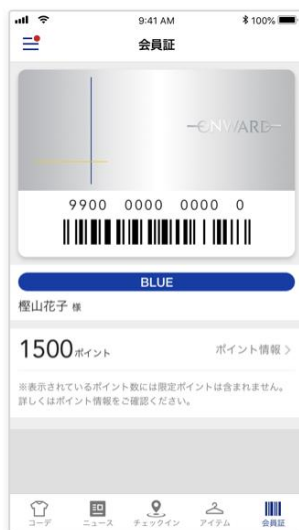 9:41 AM
100%
会員証
ONWARD
9900 0000 0000 0
BLUE
樫山花子 様
1500ポイント
ポイント情報 >
※表示されているポイント数には限定ポイントは含まれません。
詳しくはポイント情報をご確認ください。
コーデ
ニュース
チェックイン
アイテム
会員証